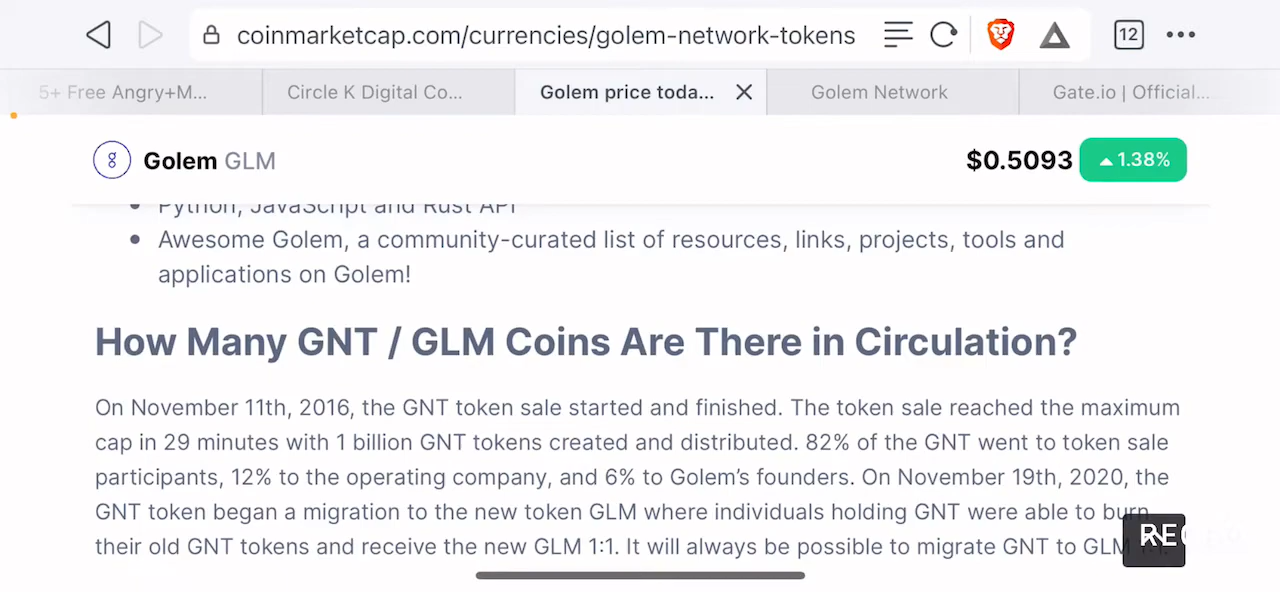 coinmarketcap.com/currencies/golem-network-tokens
12
5+ Free Angry+M...
Circle K Digital Co...
Golem price toda...
Golem Network
Gate.io | Official...
Golem GLM
$0.5093
1.38%
Python, JavaScript and Rust API
Awesome Golem, a community-curated list of resources, links, projects, tools and
applications on Golem!
How Many GNT / GLM Coins Are There in Circulation?
On November 11th, 2016, the GNT token sale started and finished. The token sale reached the maximum
cap in 29 minutes with 1 billion GNT tokens created and distributed. 82% of the GNT went to token sale
participants, 12% to the operating company, and 6% to Golem’s founders. On November 19th, 2020, the
GNT token began a migration to the new token GLM where individuals holding GNT were able to burn
their old GNT tokens and receive the new GLM 1:1. It will always be possible to migrate GNT to GLM 1:1.